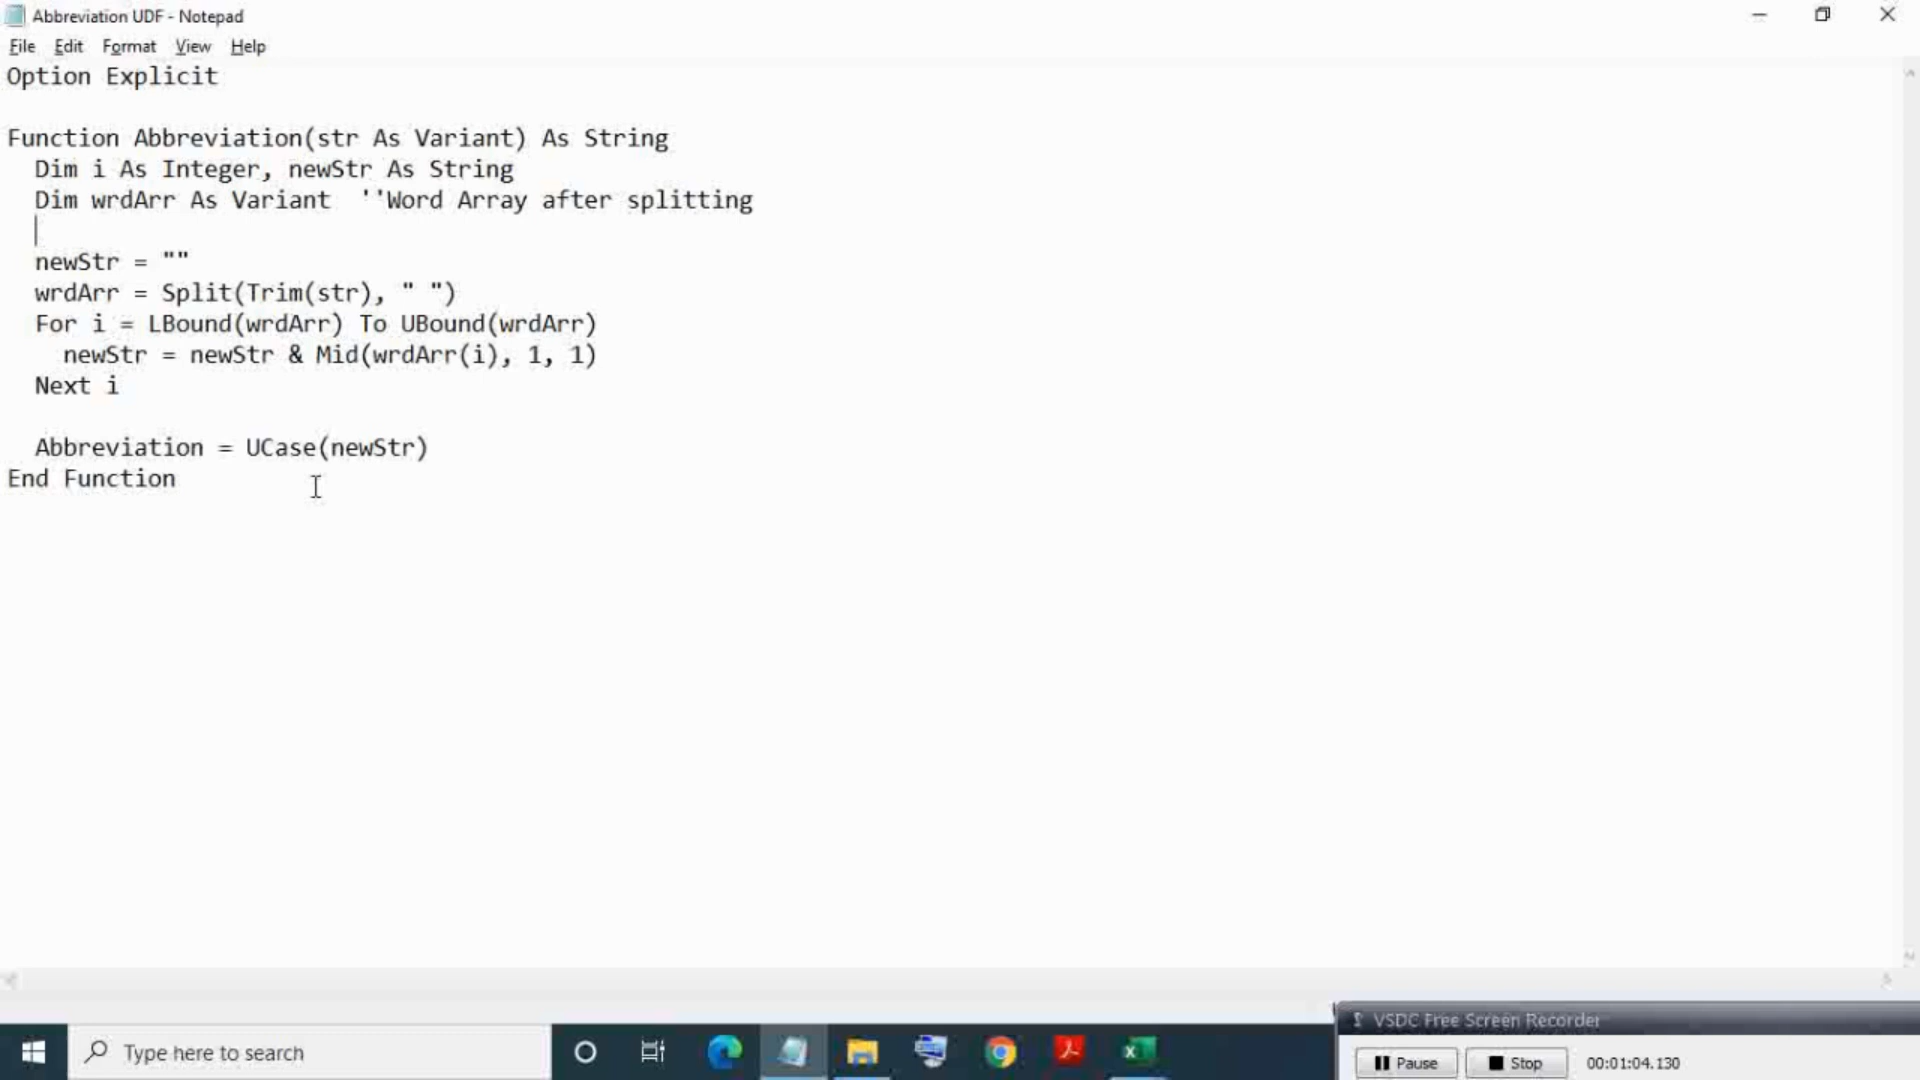 Abbreviation UDF - Notepad
File Edit Format View Help
Option Explicit
Function Abbreviation(str As Variant) As String
Dim i As Integer, newStr As String
Dim wrdArr As Variant ''Word Array after splitting
newStr = ""
wrdArr = Split(Trim(str), " ")
For i = LBound(wrdArr) To UBound(wrdArr)
newStr = newStr & Mid(wrdArr(i), 1, 1)
Next i
Abbreviation = UCase(newStr)
End Function
VSDC Free Screen Recorder
Type here to search
Pause Stop 00:01:04.130